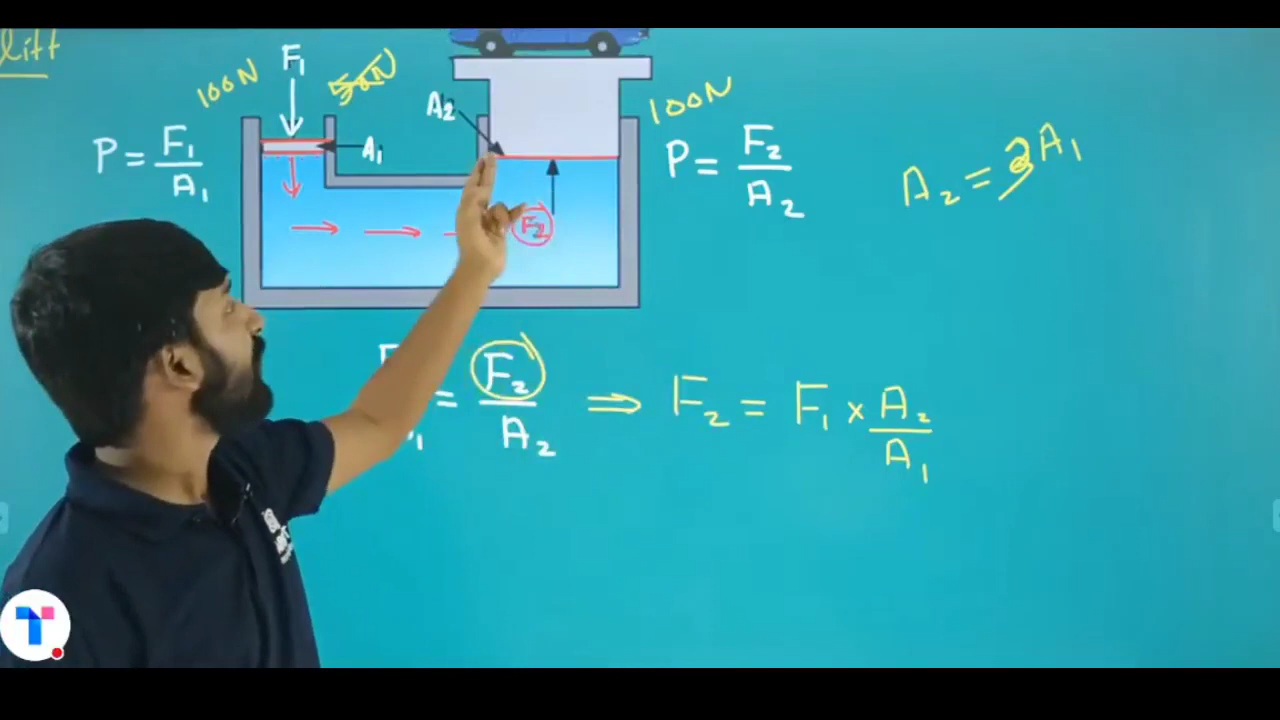 lift
F₁
100N
50N
A₂
100N
P = F₁/A₁
A₁
P = F₂/A₂
A₂ = 2A₁
F₂
= F₂/A₂ ⇒ F₂ = F₁ × A₂/A₁
T